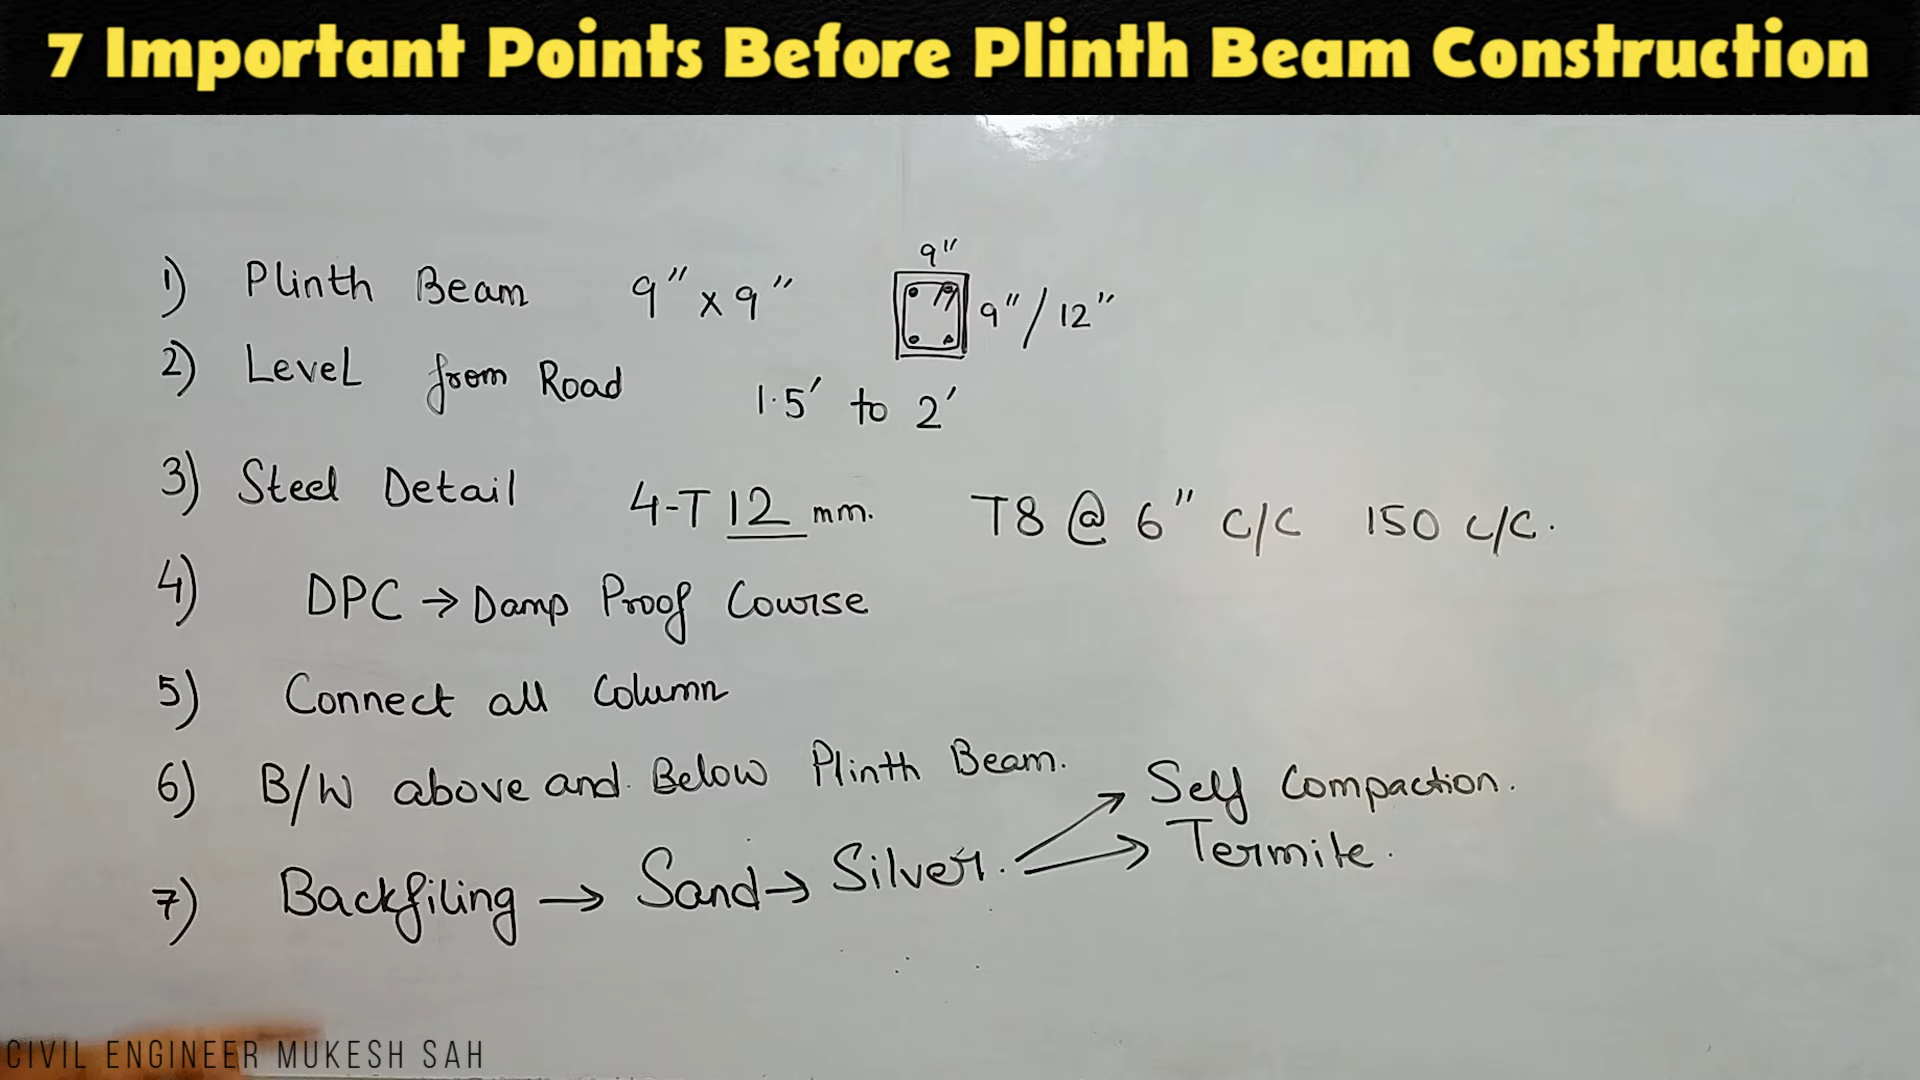 7 Important Points Before Plinth Beam Construction
9"
1) Plinth Beam 9" x 9" 9"/12"
2) Level from Road 1.5' to 2'
3) Steel Detail 4-T 12 mm. T8 @ 6" c/c 150 c/c.
4) DPC → Damp Proof Course
5) Connect all Column
6) B/W above and Below Plinth Beam.
7) Backfiling → Sand → Silver. → Self Compaction.
→ Termite.
CIVIL ENGINEER MUKESH SAH